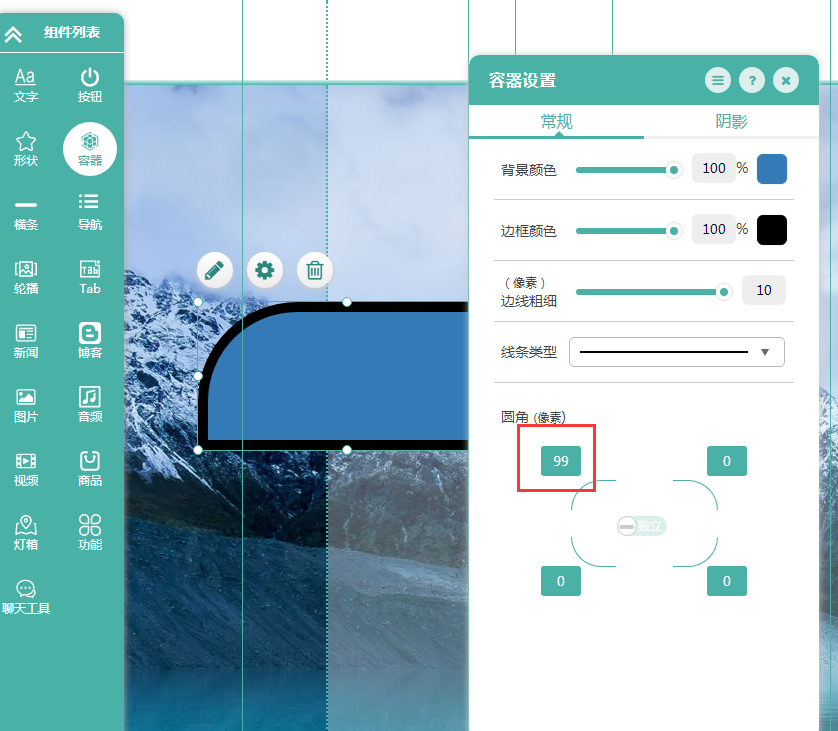 组件列表
Aa
文字
按钮
形状
容器
横条
导航
轮播
Tab
Tab
新闻
博客
图片
音频
视频
商品
灯箱
功能
聊天工具
容器设置
?
常规
阴影
背景颜色
100 %
边框颜色
100 %
(像素)
边线粗细
10
线条类型
圆角 (像素)
99
0
独立
0
0